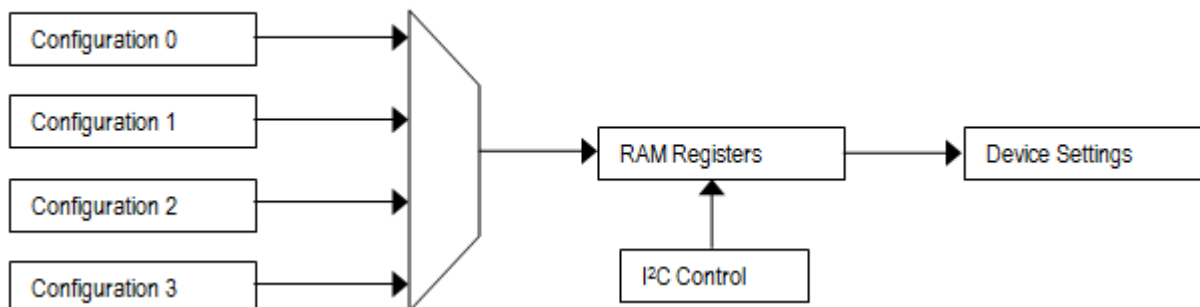 Configuration 0
Configuration 1
Configuration 2
Configuration 3
RAM Registers
Device Settings
I²C Control